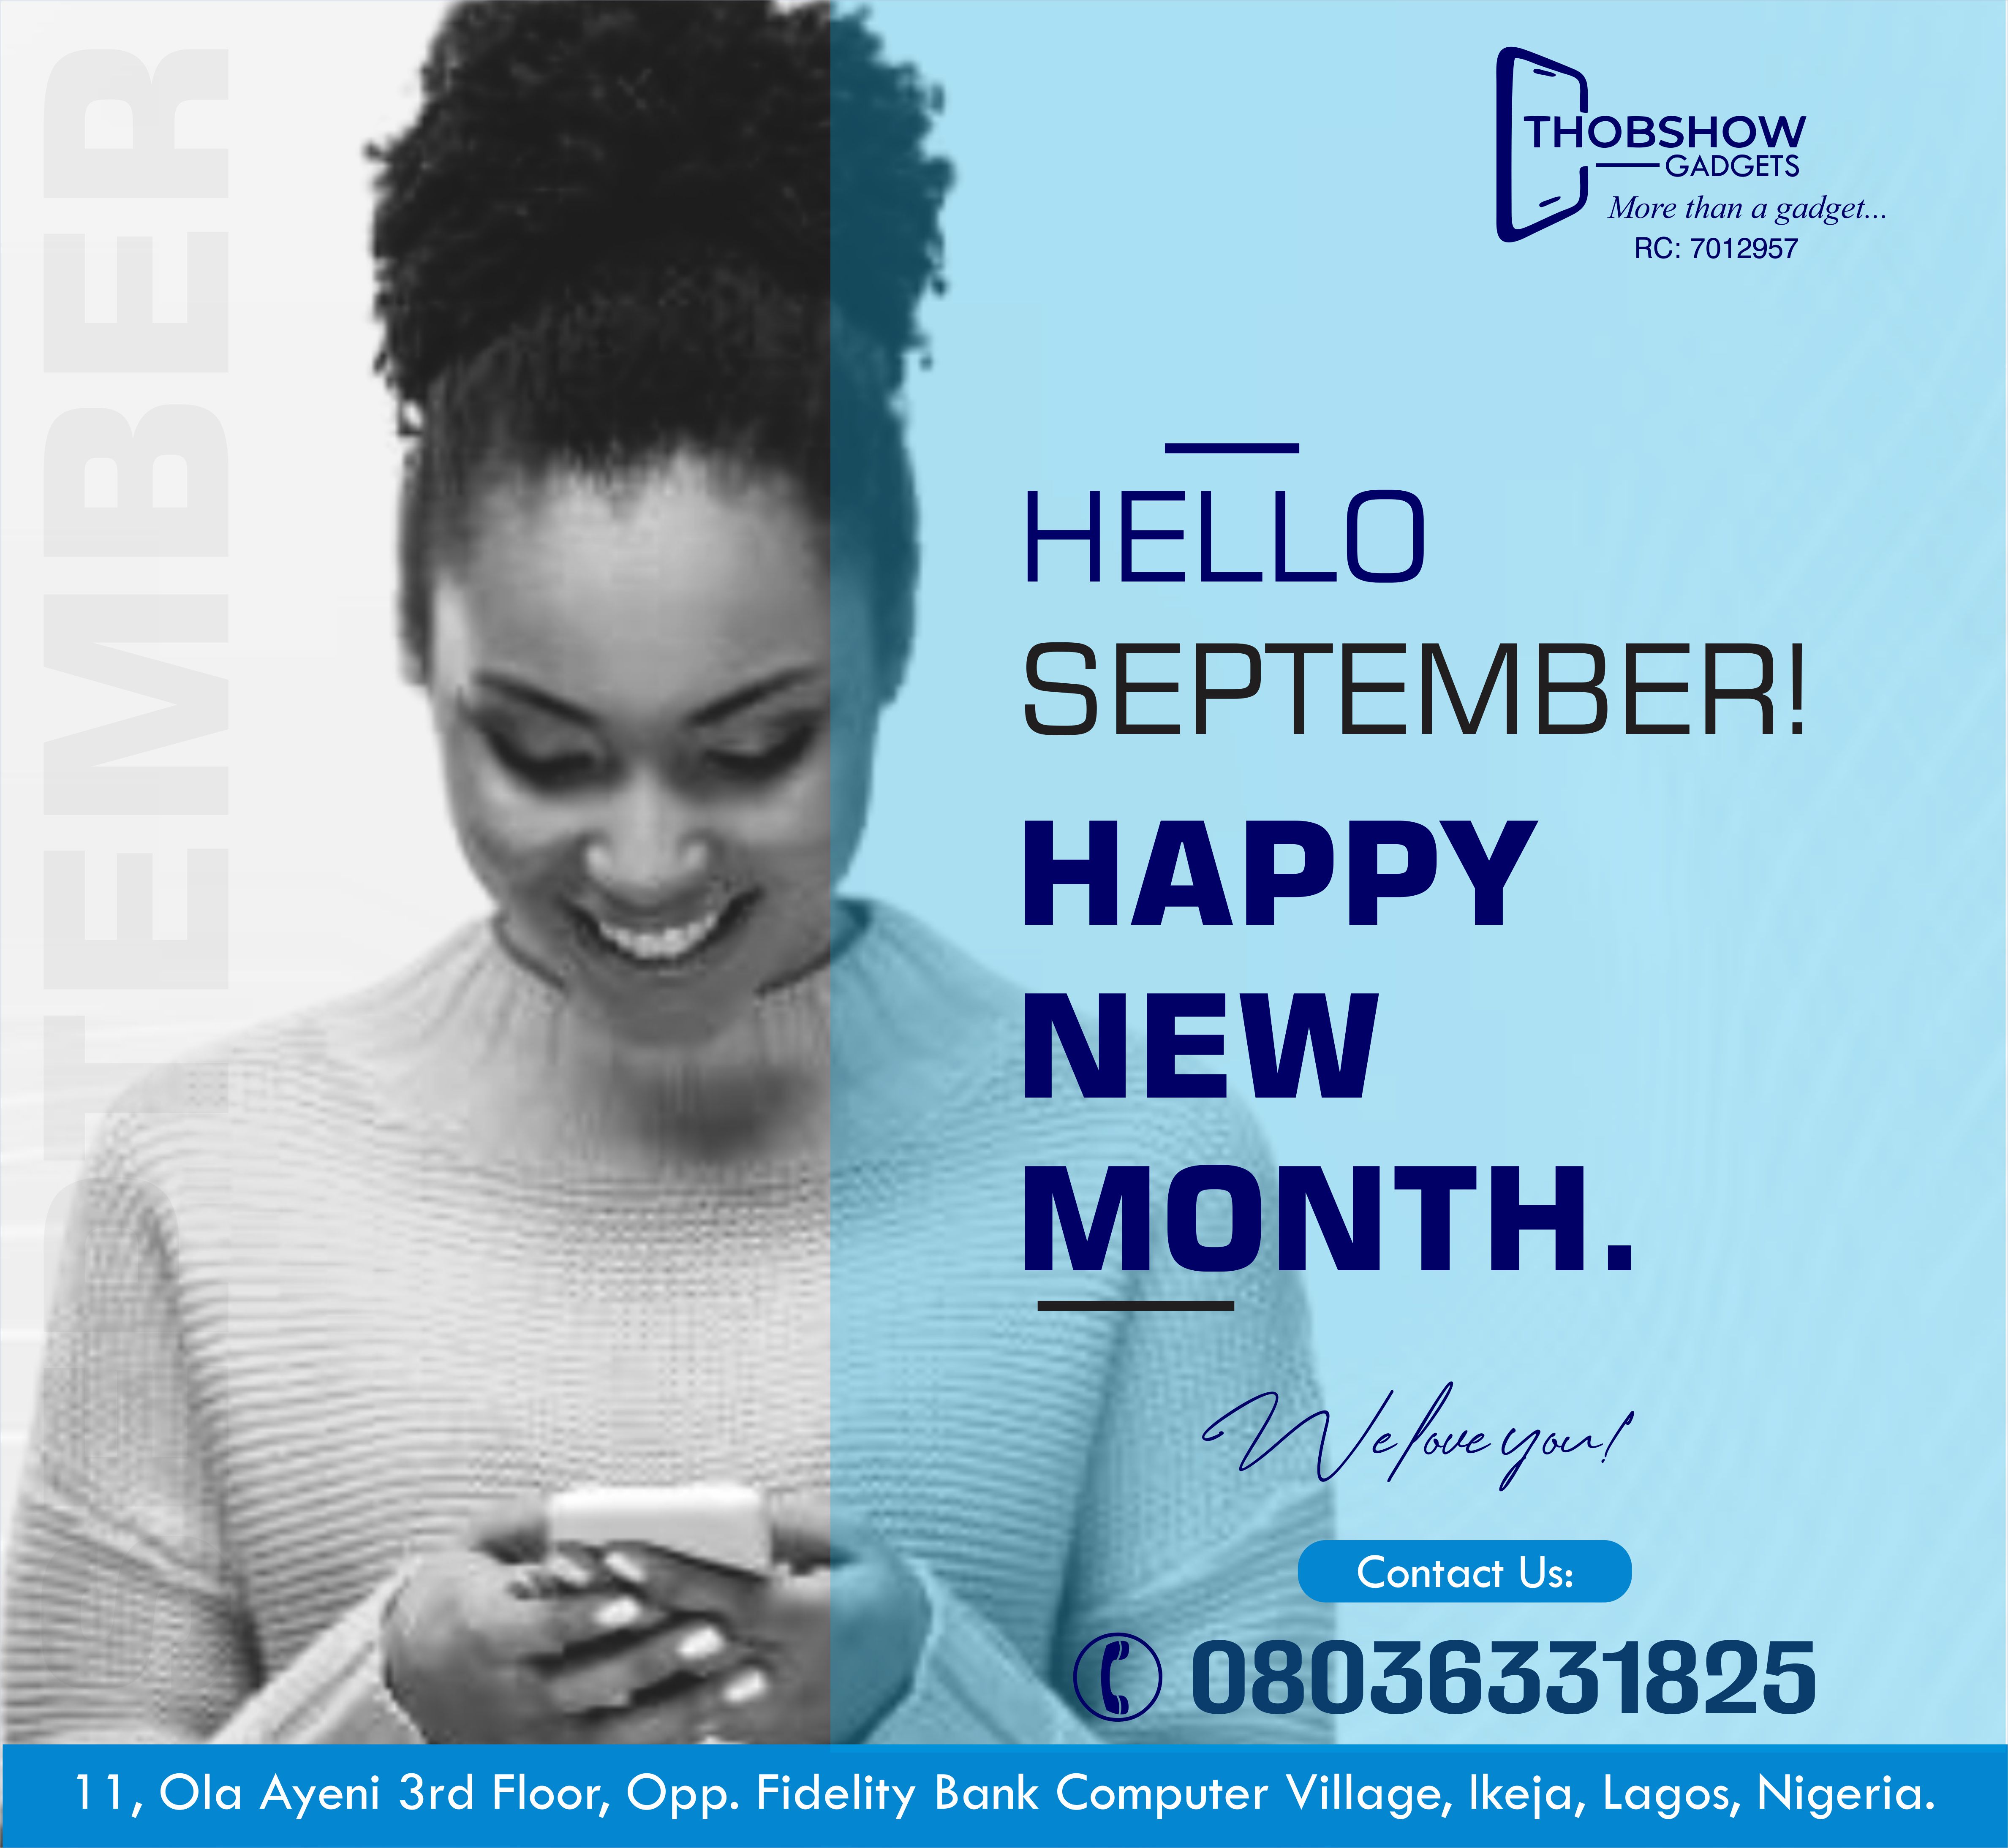 THOBSHOW
GADGETS
More than a gadget...
RC: 7012957
HELLO
SEPTEMBER!
HAPPY
NEW
MONTH.
We love you!
Contact Us:
08036331825
11, Ola Ayeni 3rd Floor, Opp. Fidelity Bank Computer Village, Ikeja, Lagos, Nigeria.